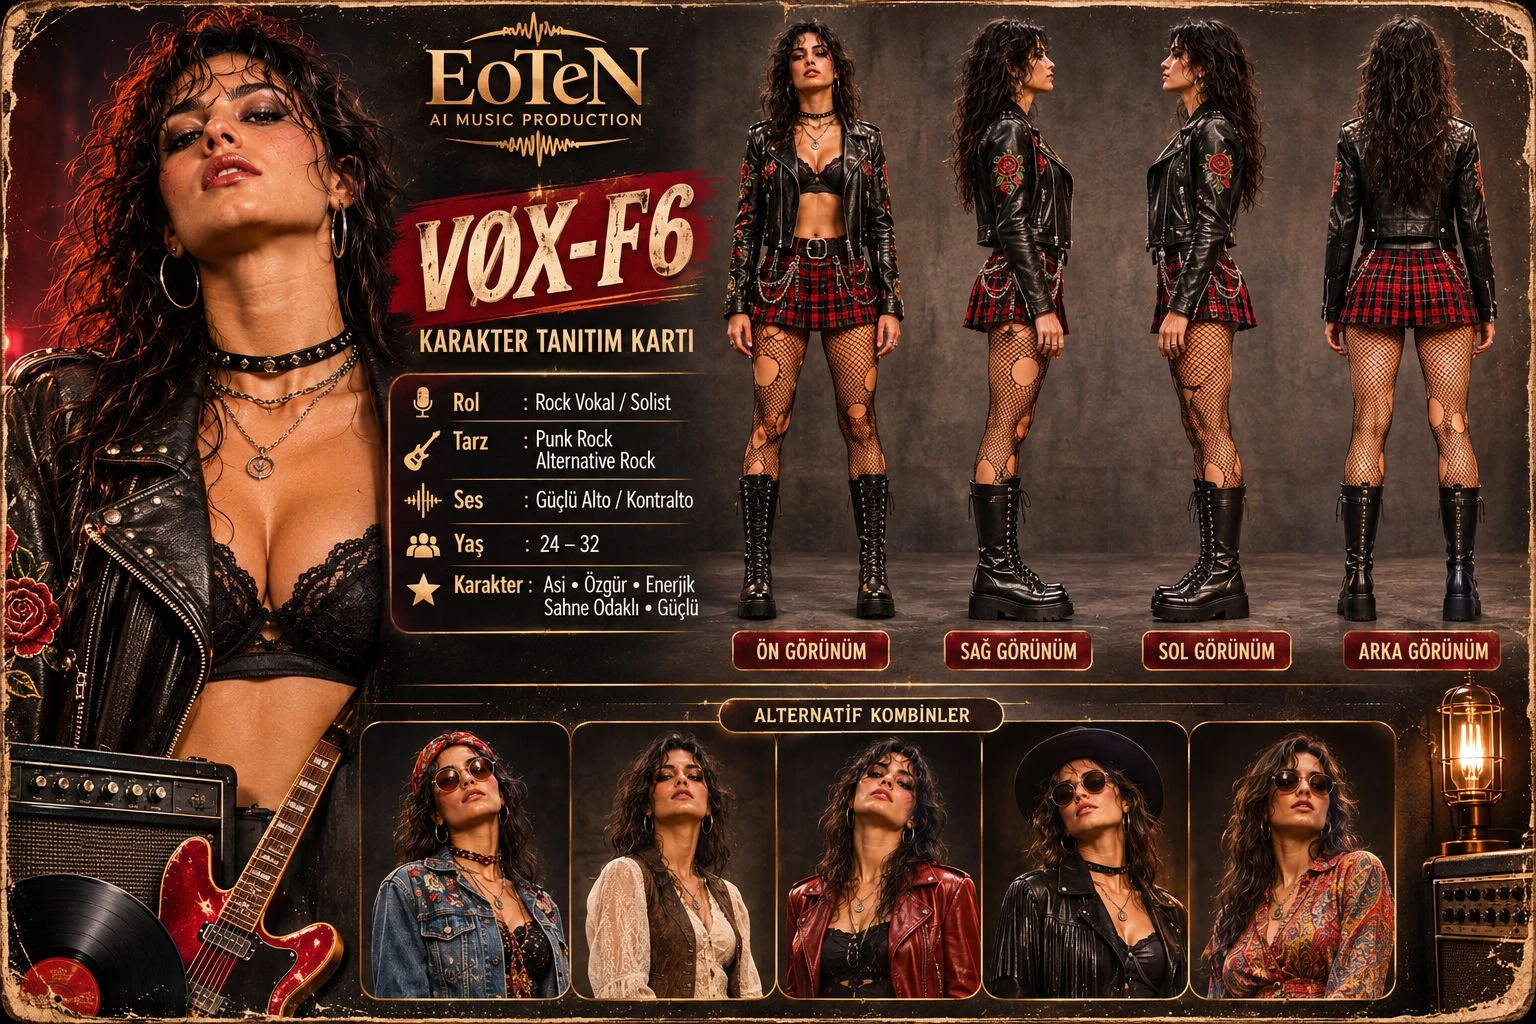 EoTeN
AI MUSIC PRODUCTION
VØX-F6
KARAKTER TANITIM KARTI
Rol : Rock Vokal / Solist
Tarz : Punk Rock
Alternative Rock
Ses : Güçlü Alto / Kontralto
Yaş : 24 – 32
Karakter : Asi • Özgür • Enerjik
Sahne Odaklı • Güçlü
ÖN GÖRÜNÜM
SAĞ GÖRÜNÜM
SOL GÖRÜNÜM
ARKA GÖRÜNÜM
ALTERNATİF KOMBİNLER